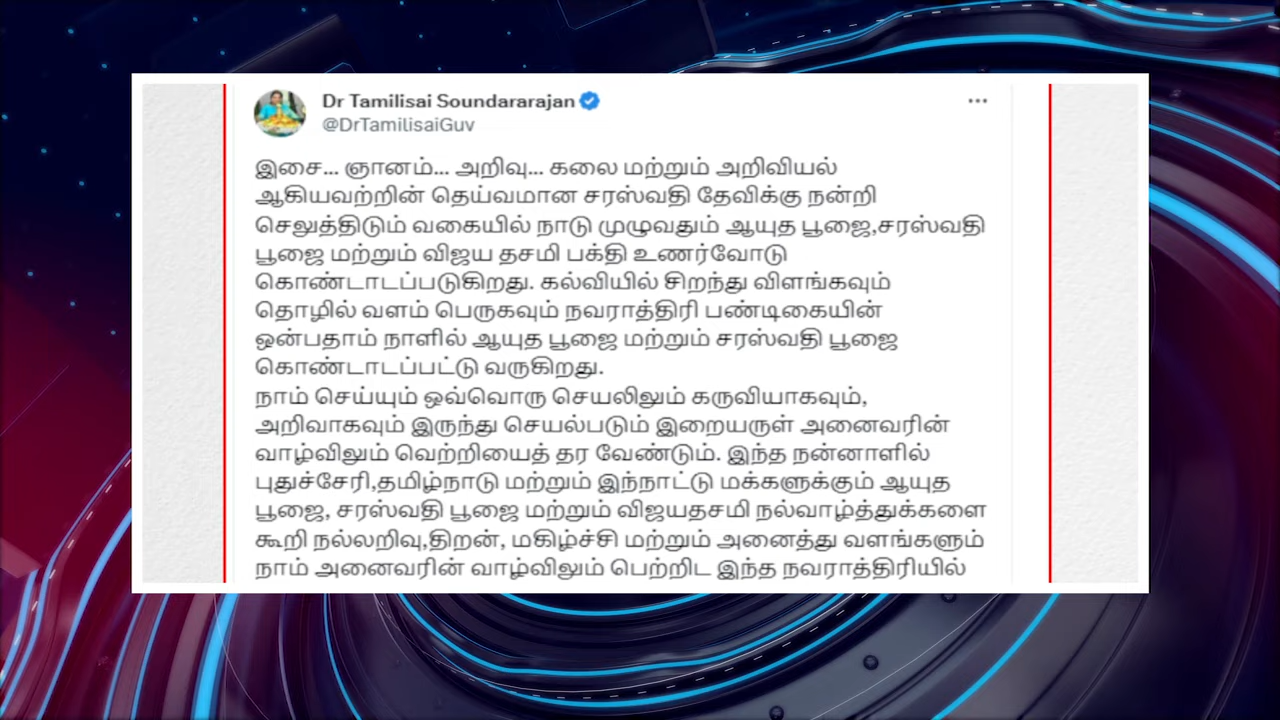 Dr Tamilisai Soundararajan
@DrTamilisaiGuv
இசை... ஞானம்... அறிவு... கலை மற்றும் அறிவியல்
ஆகியவற்றின் தெய்வமான சரஸ்வதி தேவிக்கு நன்றி
செலுத்திடும் வகையில் நாடு முழுவதும் ஆயுத பூஜை,சரஸ்வதி
பூஜை மற்றும் விஜய தசமி பக்தி உணர்வோடு
கொண்டாடப்படுகிறது. கல்வியில் சிறந்து விளங்கவும்
தொழில் வளம் பெருகவும் நவராத்திரி பண்டிகையின்
ஒன்பதாம் நாளில் ஆயுத பூஜை மற்றும் சரஸ்வதி பூஜை
கொண்டாடப்பட்டு வருகிறது.
நாம் செய்யும் ஒவ்வொரு செயலிலும் கருவியாகவும்,
அறிவாகவும் இருந்து செயல்படும் இறையருள் அனைவரின்
வாழ்விலும் வெற்றியைத் தர வேண்டும். இந்த நன்னாளில்
புதுச்சேரி,தமிழ்நாடு மற்றும் இந்நாட்டு மக்களுக்கும் ஆயுத
பூஜை, சரஸ்வதி பூஜை மற்றும் விஜயதசமி நல்வாழ்த்துக்களை
கூறி நல்லறிவு,திறன், மகிழ்ச்சி மற்றும் அனைத்து வளங்களும்
நாம் அனைவரின் வாழ்விலும் பெற்றிட இந்த நவராத்திரியில்